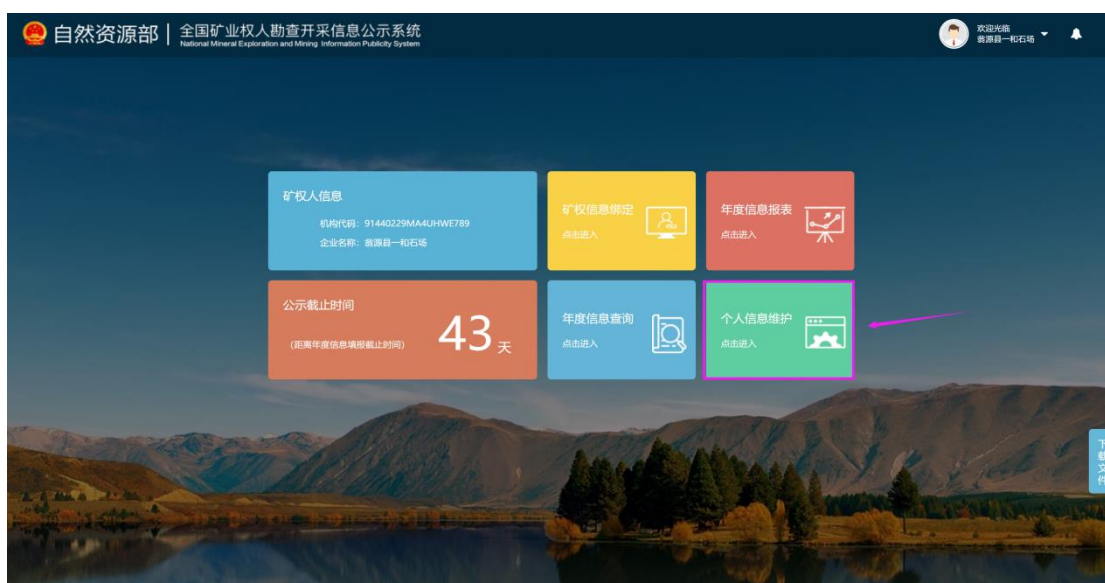 自然资源部
全国矿业权人勘查开采信息公示系统
National Mineral Exploration and Mining Information Publicity System
欢迎光临
翁源县一和石场
矿权人信息
机构代码：91440229MA4UHWE789
企业名称：翁源县一和石场
矿权信息绑定
点击进入
年度信息报表
点击进入
公示截止时间
(距离年度信息填报截止时间)
43天
年度信息查询
点击进入
个人信息维护
点击进入
下载文件